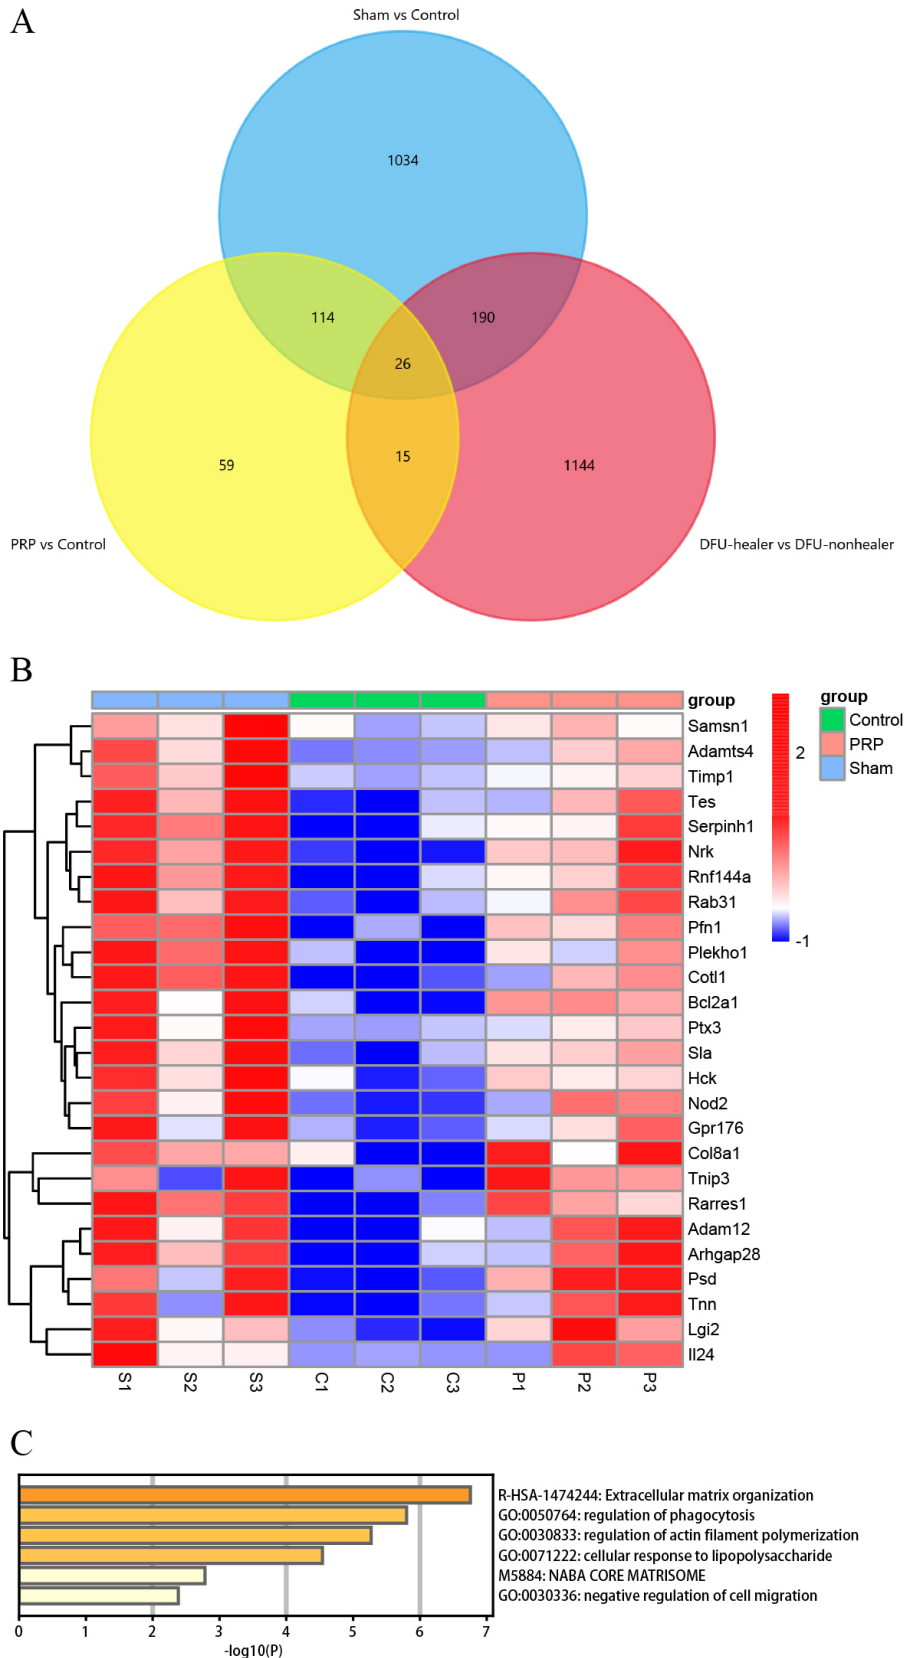 A
Sham vs Control
1034
114
190
26
59
15
1144
PRP vs Control
DFU-healer vs DFU-nonhealer
B
group
Samsn1
Adamts4
Timp1
Tes
Serpinh1
Nrk
Rnf144a
Rab31
Pfn1
Plekho1
Cotl1
Bcl2a1
Ptx3
Sla
Hck
Nod2
Gpr176
Col8a1
Tnip3
Rarres1
Adam12
Arhgap28
Psd
Tnn
Lgi2
Il24
2
-1
group
Control
PRP
Sham
S1 S2 S3 C1 C2 C3 P1 P2 P3
C
R-HSA-1474244: Extracellular matrix organization
GO:0050764: regulation of phagocytosis
GO:0030833: regulation of actin filament polymerization
GO:0071222: cellular response to lipopolysaccharide
M5884: NABA CORE MATRISOME
GO:0030336: negative regulation of cell migration
0 1 2 3 4 5 6 7
-log10(P)